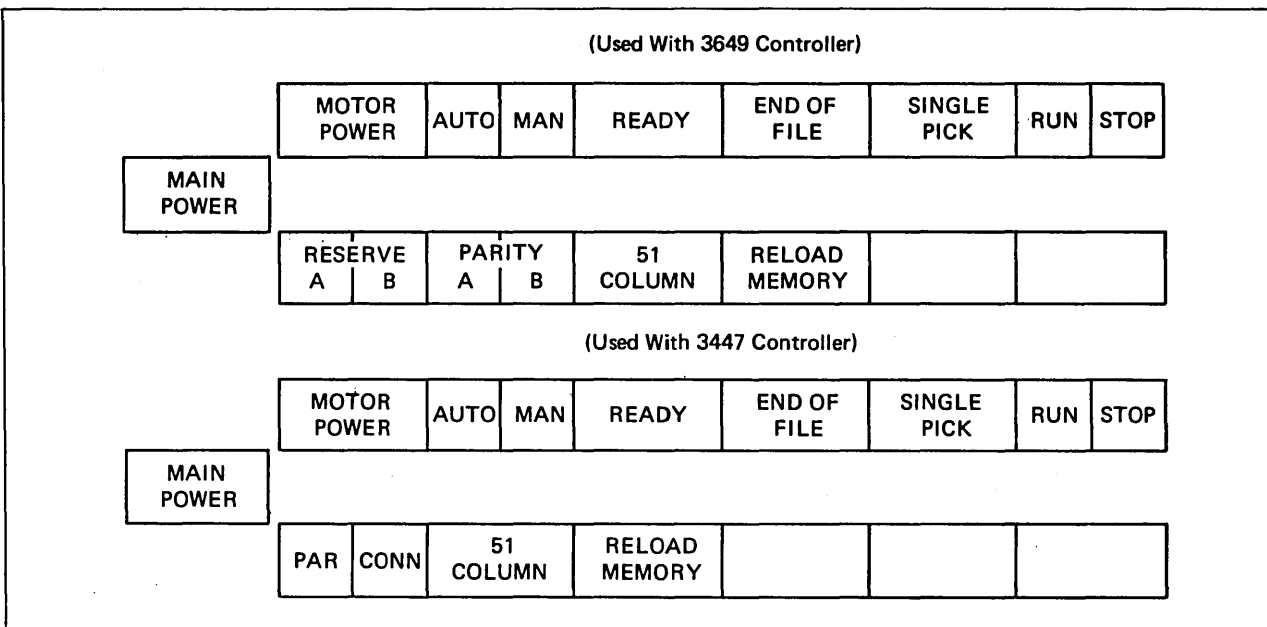 (Used With 3649 Controller)
MOTOR POWER AUTO MAN READY END OF FILE SINGLE PICK RUN STOP
MAIN POWER
RESERVE A B PARITY A B 51 COLUMN RELOAD MEMORY
(Used With 3447 Controller)
MOTOR POWER AUTO MAN READY END OF FILE SINGLE PICK RUN STOP
MAIN POWER
PAR CONN 51 COLUMN RELOAD MEMORY